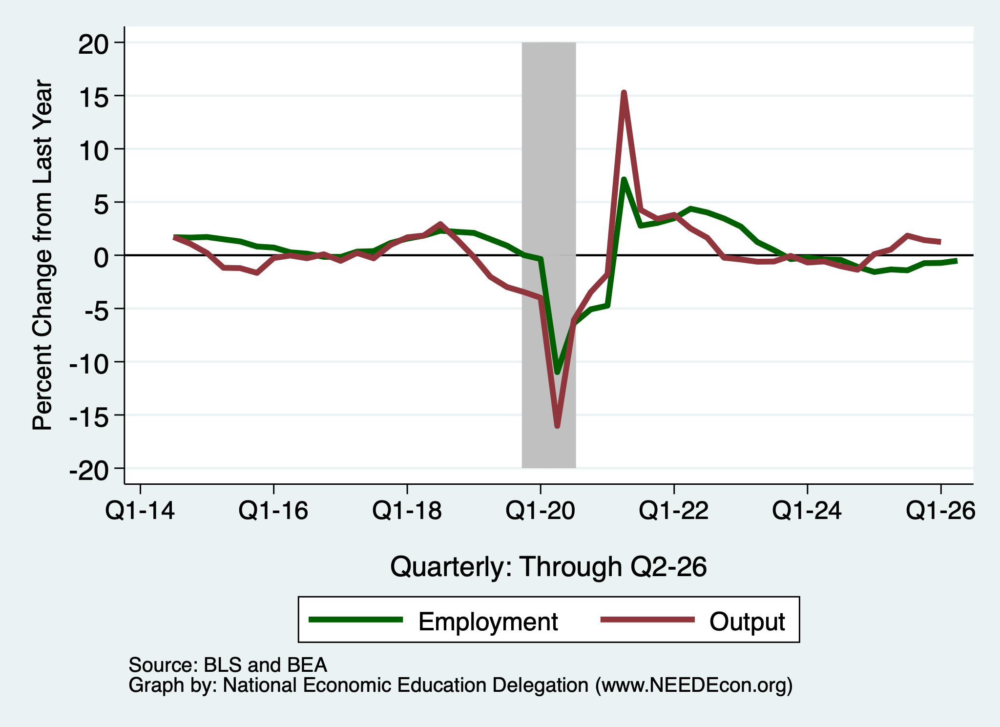 Percent Change from Last Year
20
15
10
5
0
-5
-10
-15
-20
Q1-14 Q1-16 Q1-18 Q1-20 Q1-22 Q1-24 Q1-26
Quarterly: Through Q2-26
Employment Output
Source: BLS and BEA
Graph by: National Economic Education Delegation (www.NEEDEcon.org)